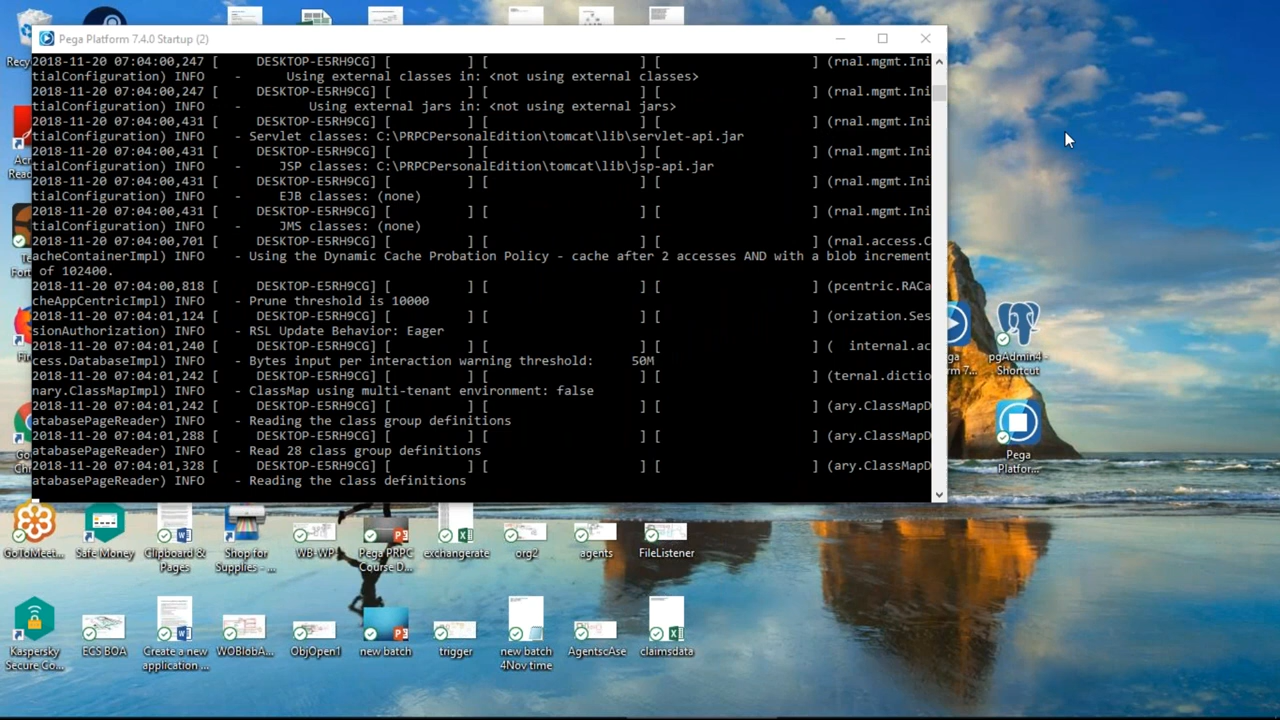 Pega Platform 7.4.0 Startup (2)
2018-11-20 07:04:00,247 [ DESKTOP-E5RH9CG] [ ] [ ] (rnal.mgmt.Ini
tialConfiguration) INFO - Using external classes in: <not using external classes>
2018-11-20 07:04:00,247 [ DESKTOP-E5RH9CG] [ ] [ ] (rnal.mgmt.Ini
tialConfiguration) INFO - Using external jars in: <not using external jars>
2018-11-20 07:04:00,431 [ DESKTOP-E5RH9CG] [ ] [ ] (rnal.mgmt.Ini
tialConfiguration) INFO - Servlet classes: C:\PRPCPersonalEdition\tomcat\lib\servlet-api.jar
2018-11-20 07:04:00,431 [ DESKTOP-E5RH9CG] [ ] [ ] (rnal.mgmt.Ini
tialConfiguration) INFO - JSP classes: C:\PRPCPersonalEdition\tomcat\lib\jsp-api.jar
2018-11-20 07:04:00,431 [ DESKTOP-E5RH9CG] [ ] [ ] (rnal.mgmt.Ini
tialConfiguration) INFO - EJB classes: (none)
2018-11-20 07:04:00,431 [ DESKTOP-E5RH9CG] [ ] [ ] (rnal.mgmt.Ini
tialConfiguration) INFO - JMS classes: (none)
2018-11-20 07:04:00,701 [ DESKTOP-E5RH9CG] [ ] [ ] (rnal.access.C
acheContainerImpl) INFO - Using the Dynamic Cache Probation Policy - cache after 2 accesses AND with a blob increment
of 102400.
2018-11-20 07:04:00,818 [ DESKTOP-E5RH9CG] [ ] [ ] (pcentric.RACa
cheAppCentricImpl) INFO - Prune threshold is 10000
2018-11-20 07:04:01,124 [ DESKTOP-E5RH9CG] [ ] [ ] (orization.Ses
sionAuthorization) INFO - RSL Update Behavior: Eager
2018-11-20 07:04:01,240 [ DESKTOP-E5RH9CG] [ ] [ ] ( internal.ac
cess.DatabaseImpl) INFO - Bytes input per interaction warning threshold: 50M
2018-11-20 07:04:01,242 [ DESKTOP-E5RH9CG] [ ] [ ] (ternal.dictio
nary.ClassMapImpl) INFO - ClassMap using multi-tenant environment: false
2018-11-20 07:04:01,242 [ DESKTOP-E5RH9CG] [ ] [ ] (ary.ClassMapD
atabasePageReader) INFO - Reading the class group definitions
2018-11-20 07:04:01,288 [ DESKTOP-E5RH9CG] [ ] [ ] (ary.ClassMapD
atabasePageReader) INFO - Read 28 class group definitions
2018-11-20 07:04:01,328 [ DESKTOP-E5RH9CG] [ ] [ ] (ary.ClassMapD
atabasePageReader) INFO - Reading the class definitions
pgAdmin4 -
Shortcut
Pega
Platfor...
GoToMeet... Safe Money Clipboard & Shop for WB-WP Pega PRPC exchangerate org2 agents FileListener
Pages Supplies - ... Course D...
Kaspersky ECS BOA Create a new WOBlobA... ObjOpen1 new batch trigger new batch AgentscAse claimsdata
Secure Co... application ... 4Nov time